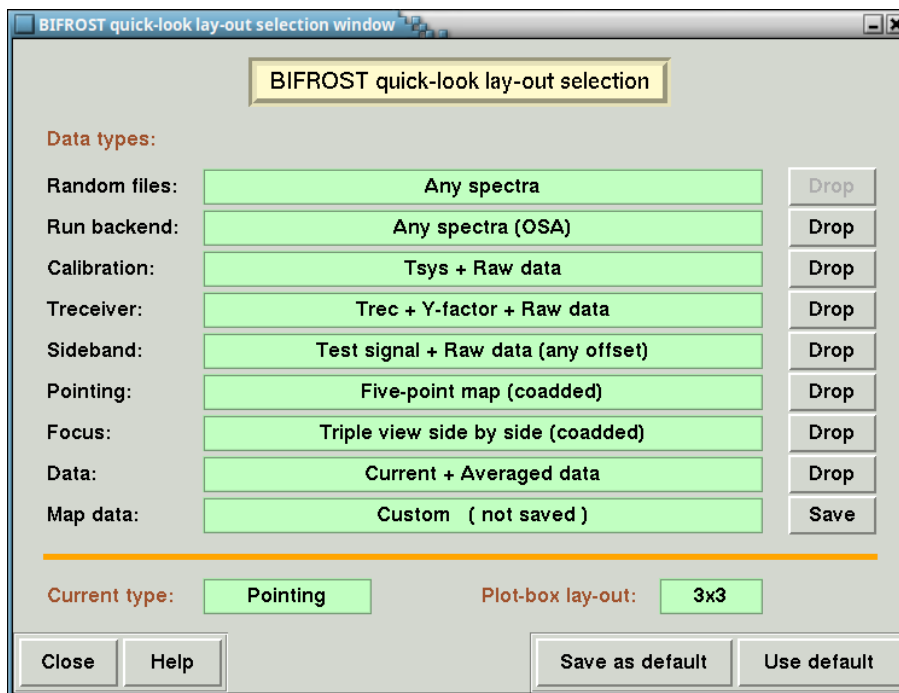 BIFROST quick-look lay-out selection window
BIFROST quick-look lay-out selection
Data types:
Random files: Any spectra Drop
Run backend: Any spectra (OSA) Drop
Calibration: Tsys + Raw data Drop
Treceiver: Trec + Y-factor + Raw data Drop
Sideband: Test signal + Raw data (any offset) Drop
Pointing: Five-point map (coadded) Drop
Focus: Triple view side by side (coadded) Drop
Data: Current + Averaged data Drop
Map data: Custom ( not saved ) Save
Current type: Pointing Plot-box lay-out: 3x3
Close Help Save as default Use default